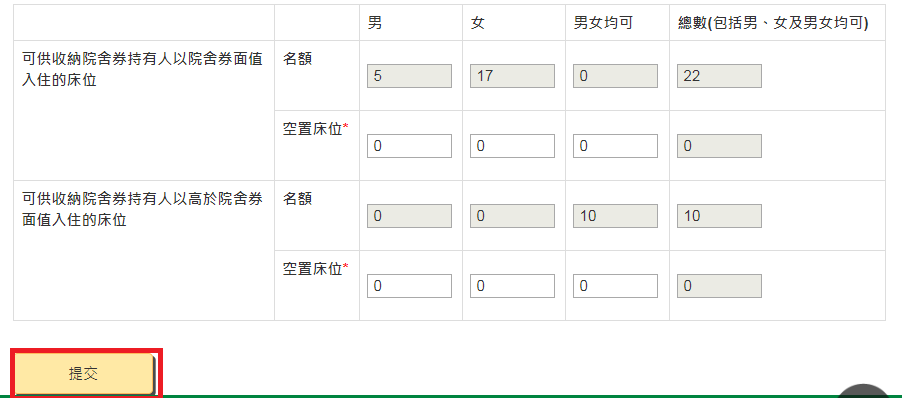 男 女 男女均可 總數(包括男、女及男女均可)
可供收納院舍券持有人以院舍券面值 名額
入住的床位
5 17 0 22
空置床位*
0 0 0 0
可供收納院舍券持有人以高於院舍券 名額
面值入住的床位
0 0 10 10
空置床位*
0 0 0 0
提交